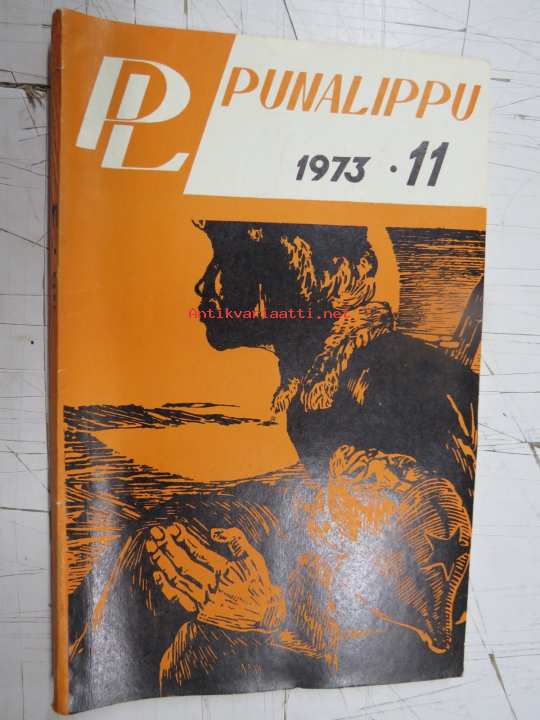 PL
PUNALIPPU
1973 · 11
Antikvariaatti.net